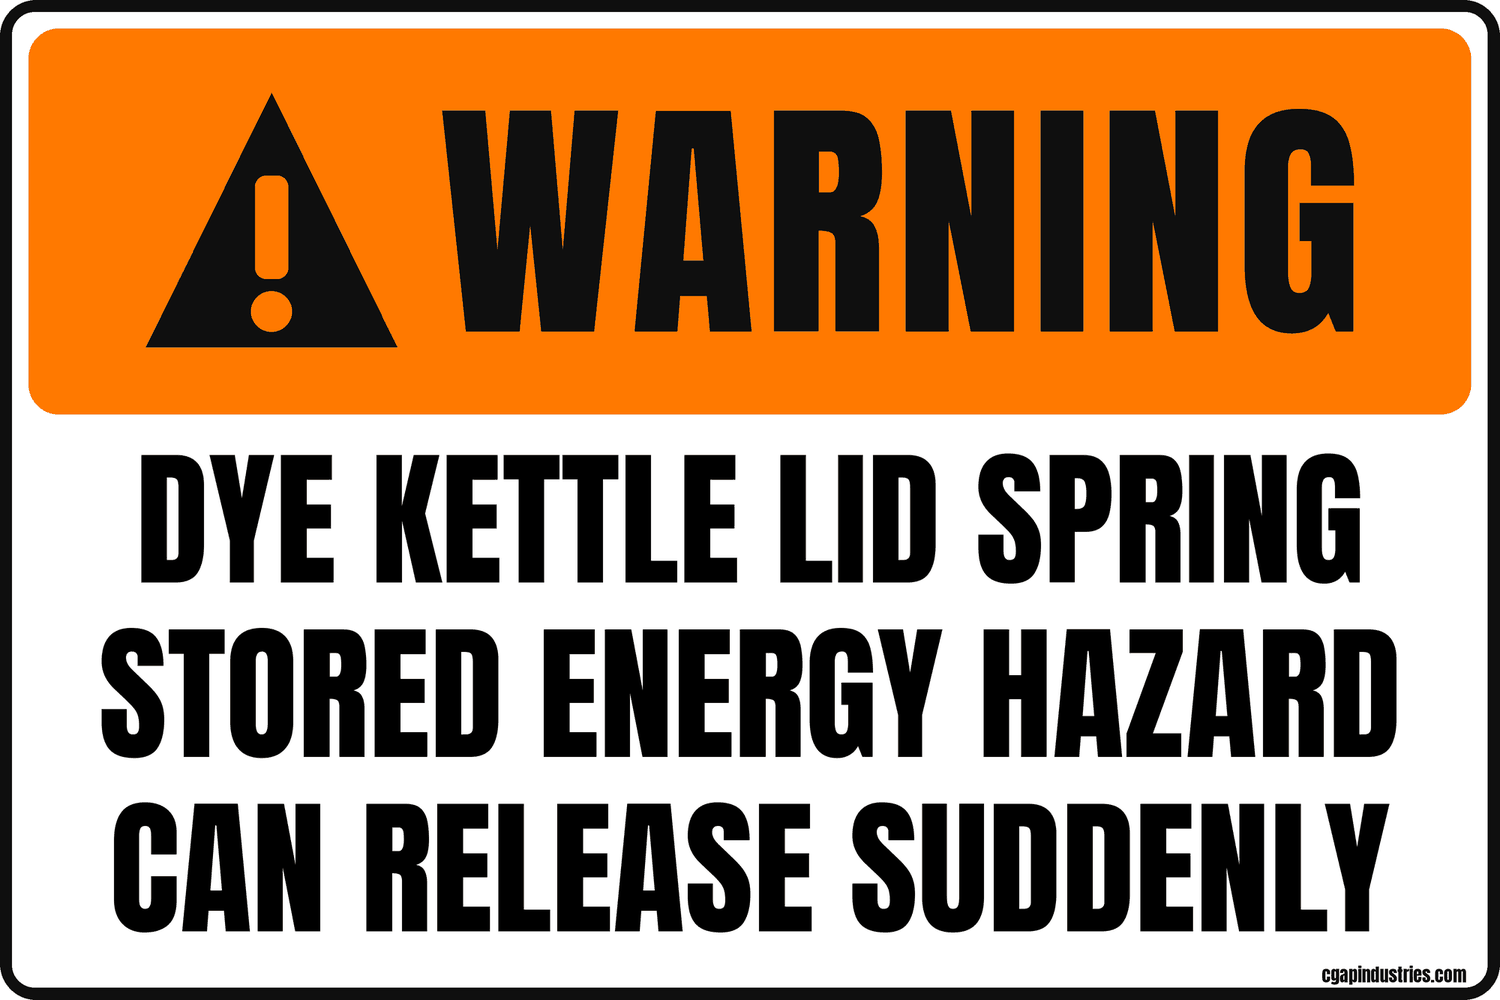 WARNING
DYE KETTLE LID SPRING
STORED ENERGY HAZARD
CAN RELEASE SUDDENLY
cgapindustries.com